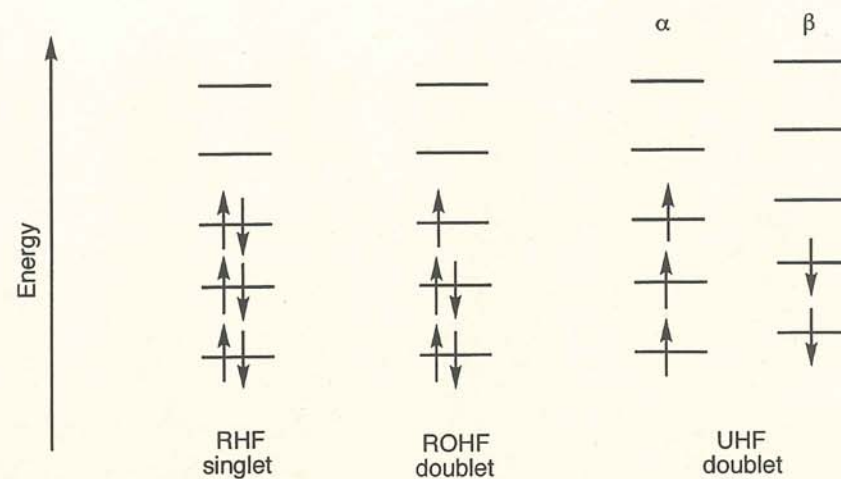 α
β
Energy
RHF
singlet
ROHF
doublet
UHF
doublet